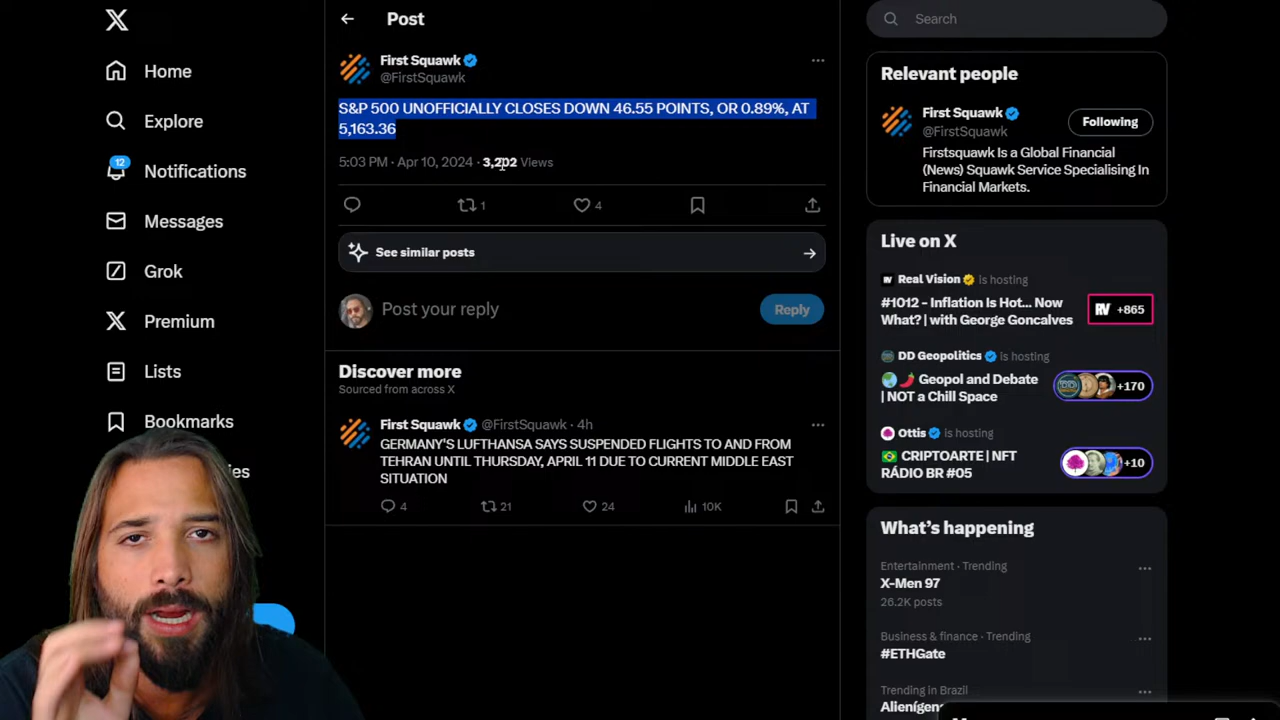 Home
Explore
12
Notifications
Messages
Grok
Premium
Lists
Bookmarks
Post
First Squawk
@FirstSquawk
S&P 500 UNOFFICIALLY CLOSES DOWN 46.55 POINTS, OR 0.89%, AT
5,163.36
5:03 PM · Apr 10, 2024 · 3,202 Views
1
4
See similar posts
Post your reply
Reply
Discover more
Sourced from across X
First Squawk @FirstSquawk · 4h
GERMANY'S LUFTHANSA SAYS SUSPENDED FLIGHTS TO AND FROM
TEHRAN UNTIL THURSDAY, APRIL 11 DUE TO CURRENT MIDDLE EAST
SITUATION
4
21
24
10K
Search
Relevant people
First Squawk
@FirstSquawk
Following
Firstsquawk Is a Global Financial
(News) Squawk Service Specialising In
Financial Markets.
Live on X
Real Vision is hosting
#1012 - Inflation Is Hot... Now
What? | with George Goncalves
RV +865
DD Geopolitics is hosting
Geopol and Debate
| NOT a Chill Space
+170
Ottis is hosting
CRIPTOARTE | NFT
RÁDIO BR #05
+10
What's happening
Entertainment · Trending
X-Men 97
26.2K posts
Business & finance · Trending
#ETHGate
Trending in Brazil